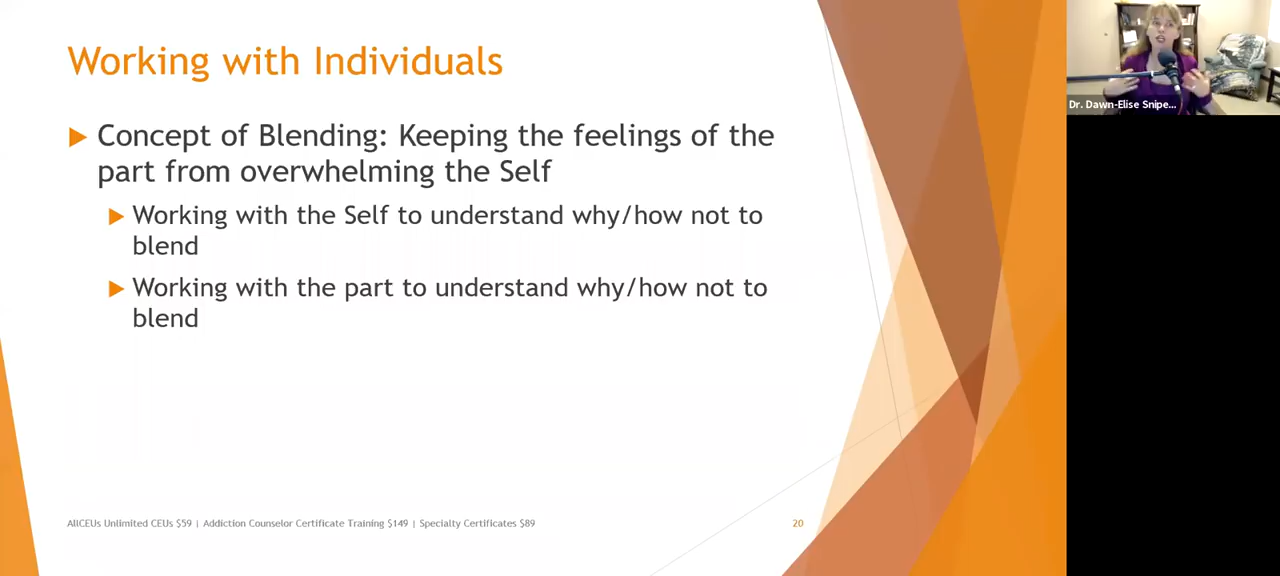 Working with Individuals
Concept of Blending: Keeping the feelings of the
part from overwhelming the Self
Working with the Self to understand why/how not to
blend
Working with the part to understand why/how not to
blend
AllCEUs Unlimited CEUs $59 | Addiction Counselor Certificate Training $149 | Specialty Certificates $89
20
Dr. Dawn-Elise Snipe...